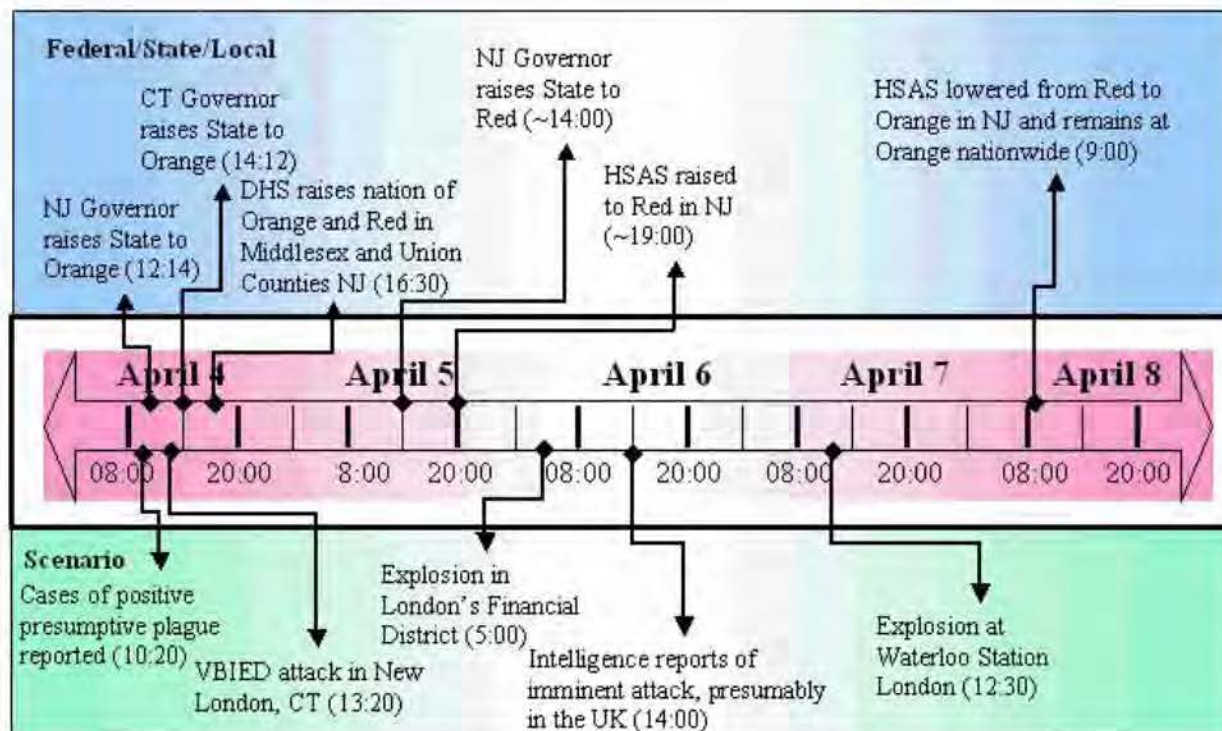 Federal/State/Local
NJ Governor
raises State to
Orange (12:14)
CT Governor
raises State to
Orange (14:12)
DHS raises nation of
Orange and Red in
Middlesex and Union
Counties NJ (16:30)
NJ Governor
raises State to
Red (~14:00)
HSAS raised
to Red in NJ
(~19:00)
HSAS lowered from Red to
Orange in NJ and remains at
Orange nationwide (9:00)
April 4 April 5 April 6 April 7 April 8
08:00 20:00 8:00 20:00 08:00 20:00 08:00 20:00 08:00 20:00
Scenario
Cases of positive
presumptive plague
reported (10:20)
VBIED attack in New
London, CT (13:20)
Explosion in
London's Financial
District (5:00)
Intelligence reports of
imminent attack, presumably
in the UK (14:00)
Explosion at
Waterloo Station
London (12:30)